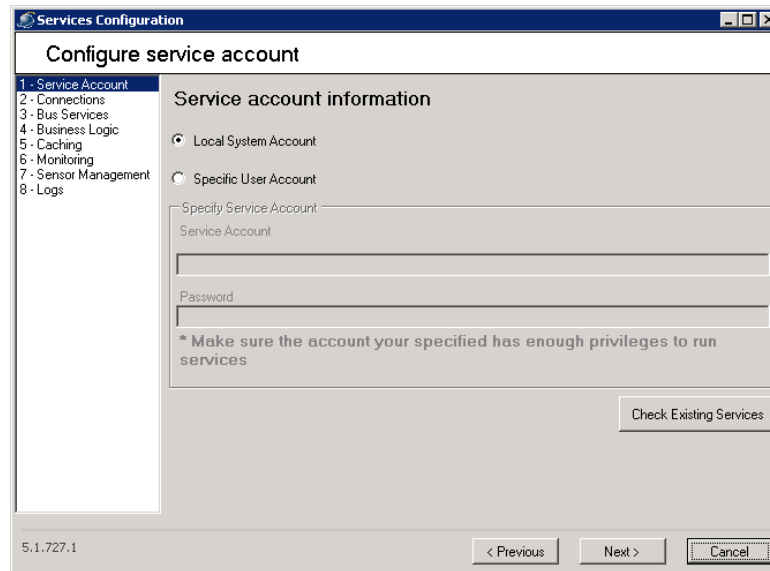 Services Configuration
Configure service account
1 - Service Account
2 - Connections
3 - Bus Services
4 - Business Logic
5 - Caching
6 - Monitoring
7 - Sensor Management
8 - Logs
Service account information
Local System Account
Specific User Account
Specify Service Account
Service Account
Password
* Make sure the account your specified has enough privileges to run
services
Check Existing Services
5.1.727.1
< Previous
Next >
Cancel